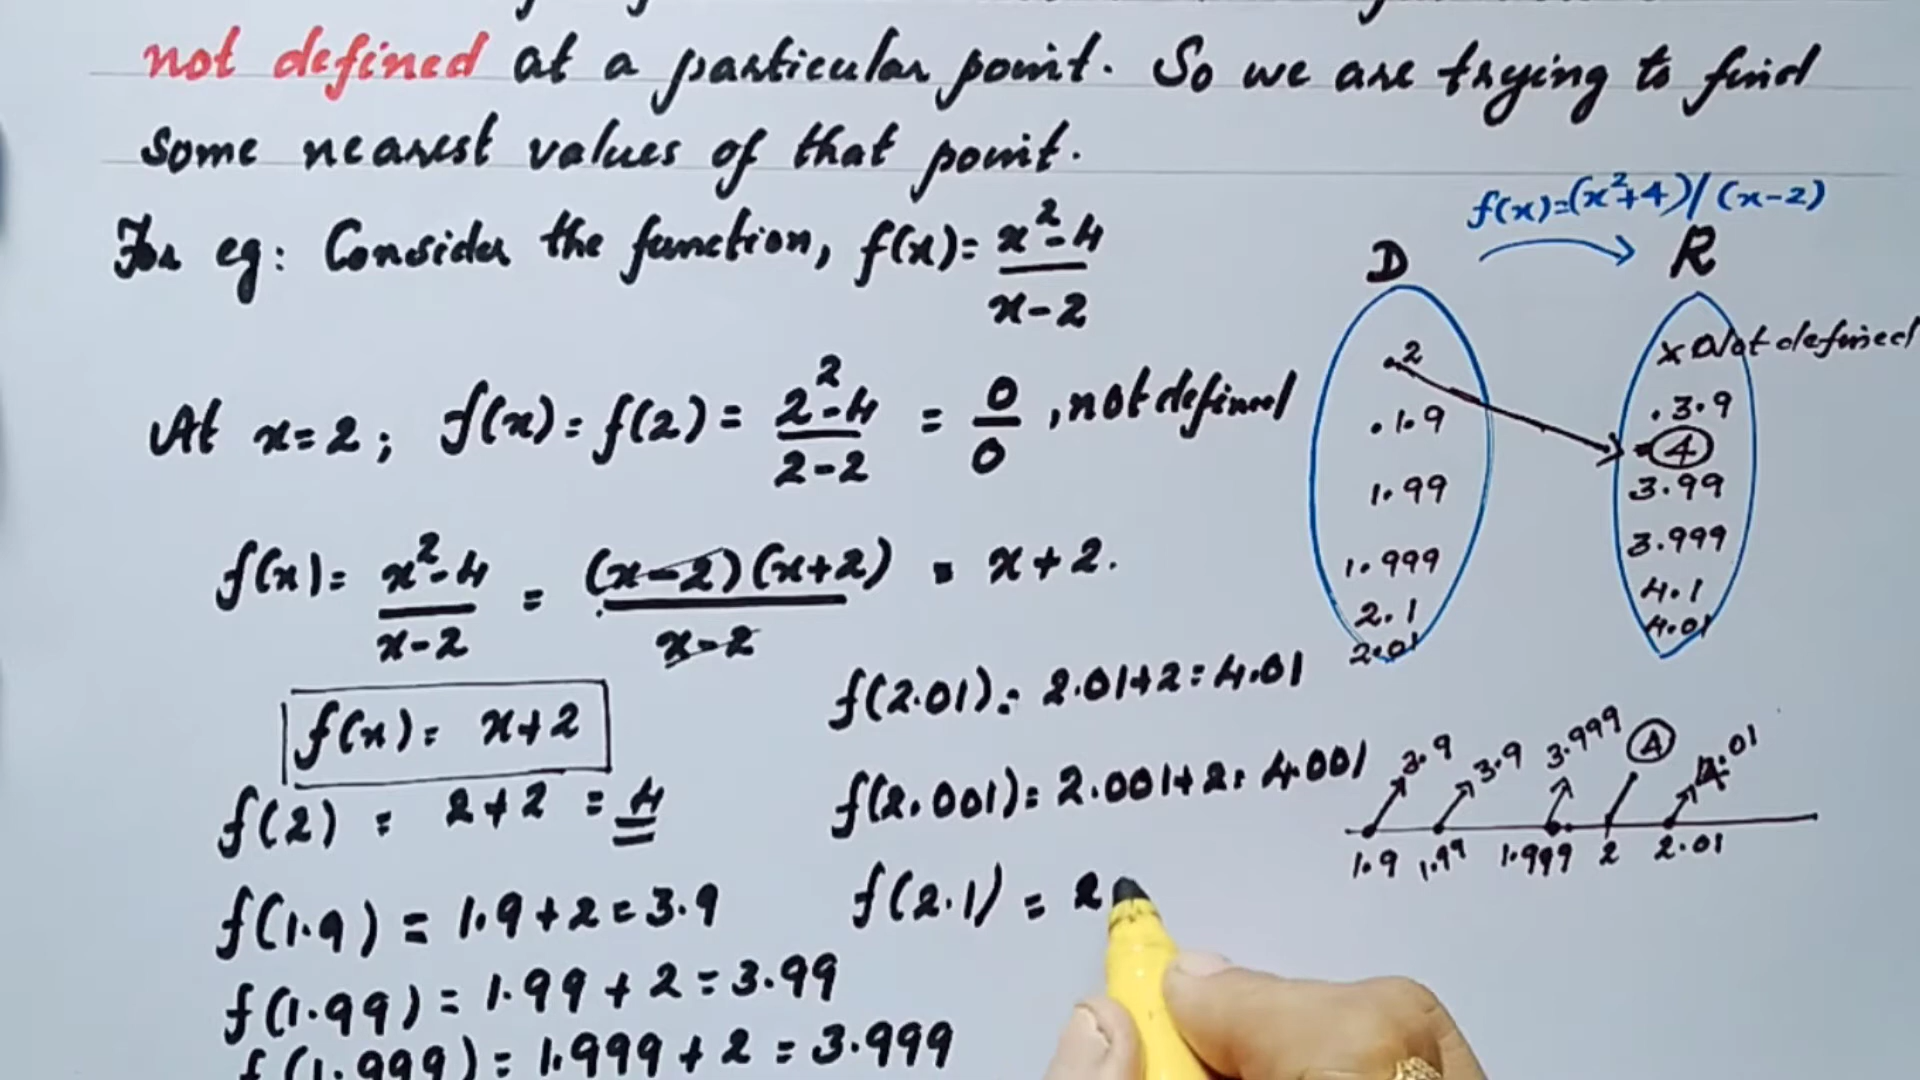 not defined at a particular point. So we are trying to find
some nearest values of that point.
For eg: Consider the function, f(x)= x²-4 / x-2
At x=2; f(x)= f(2)= 2²-4 / 2-2 = 0/0, not defined
f(x)= x²-4 / x-2 = (x-2)(x+2) / x-2 = x+2.
f(x)= x+2
f(2) = 2+2 = 4
f(1.9) = 1.9+2=3.9
f(1.99) = 1.99+2=3.99
f(1.999) = 1.999+2=3.999
f(2.01)= 2.01+2=4.01
f(2.001)= 2.001+2= 4.001
f(2.1) = 2
f(x)=(x²+4)/(x-2)
D R
.2 x Not defined
.1.9 .3.9
4
1.99 3.99
1.999 3.999
2.1 4.1
2.01 4.01
3.9 3.9 3.999 4 4.01
1.9 1.99 1.999 2 2.01